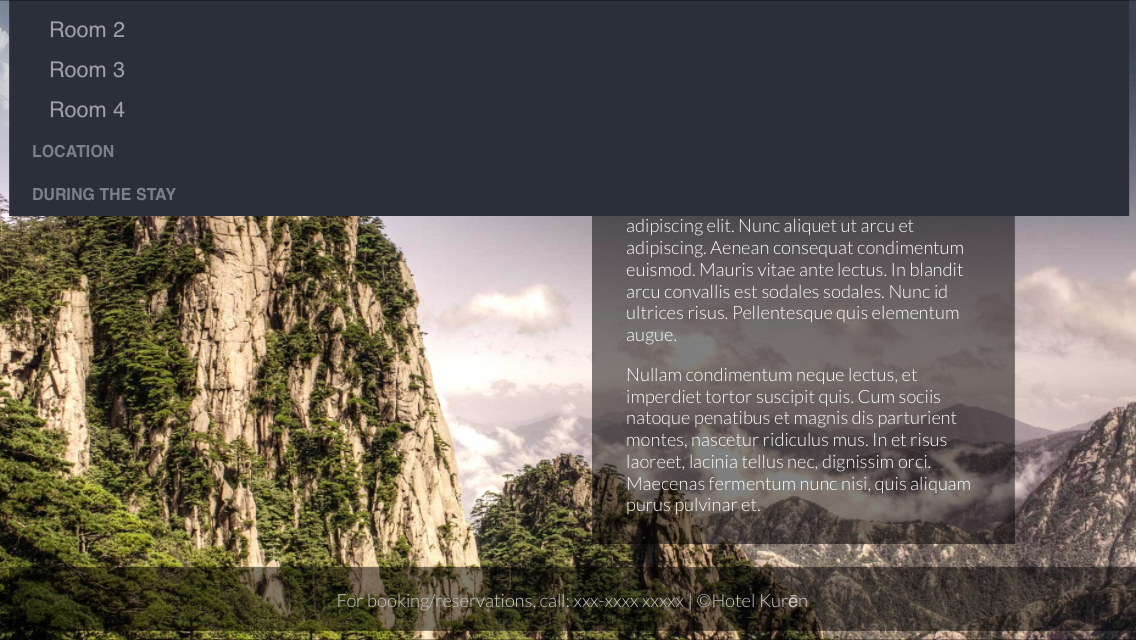 Room 2
Room 3
Room 4
LOCATION
DURING THE STAY
adipiscing elit. Nunc aliquet ut arcu et
adipiscing. Aenean consequat condimentum
euismod. Mauris vitae ante lectus. In blandit
arcu convallis est sodales sodales. Nunc id
ultrices risus. Pellentesque quis elementum
augue.
Nullam condimentum neque lectus, et
imperdiet tortor suscipit quis. Cum sociis
natoque penatibus et magnis dis parturient
montes, nascetur ridiculus mus. In et risus
laoreet, lacinia tellus nec, dignissim orci.
Maecenas fermentum nunc nisi, quis aliquam
purus pulvinar et.
For booking/reservations, call: xxx-xxxx xxxxx | ©Hotel Kurēn